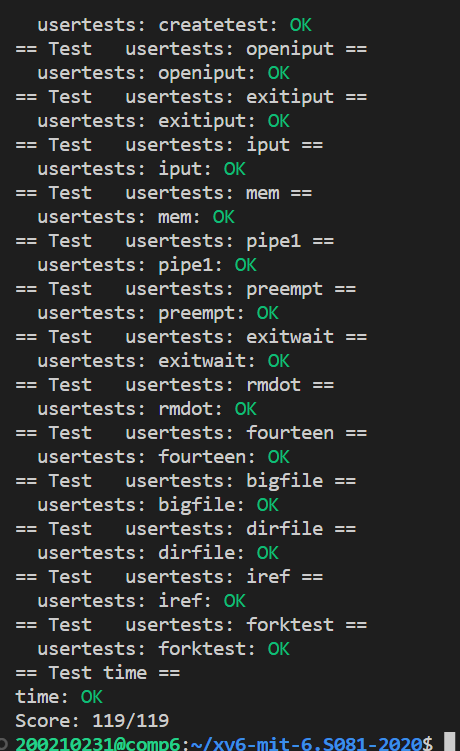 usertests: createtest: OK
== Test   usertests: openiput ==
usertests: openiput: OK
== Test   usertests: exitiput ==
usertests: exitiput: OK
== Test   usertests: iput ==
usertests: iput: OK
== Test   usertests: mem ==
usertests: mem: OK
== Test   usertests: pipe1 ==
usertests: pipe1: OK
== Test   usertests: preempt ==
usertests: preempt: OK
== Test   usertests: exitwait ==
usertests: exitwait: OK
== Test   usertests: rmdot ==
usertests: rmdot: OK
== Test   usertests: fourteen ==
usertests: fourteen: OK
== Test   usertests: bigfile ==
usertests: bigfile: OK
== Test   usertests: dirfile ==
usertests: dirfile: OK
== Test   usertests: iref ==
usertests: iref: OK
== Test   usertests: forktest ==
usertests: forktest: OK
== Test time ==
time: OK
Score: 119/119
200210231@comp6:~/xv6-mit-6.S081-2020$